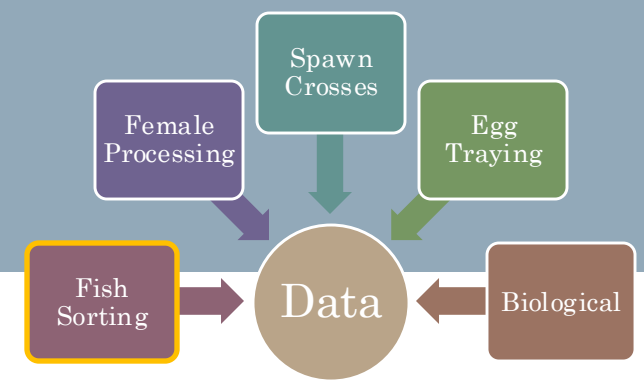 Spawn
Crosses
Female
Processing
Egg
Traying
Fish
Sorting
Data
Biological